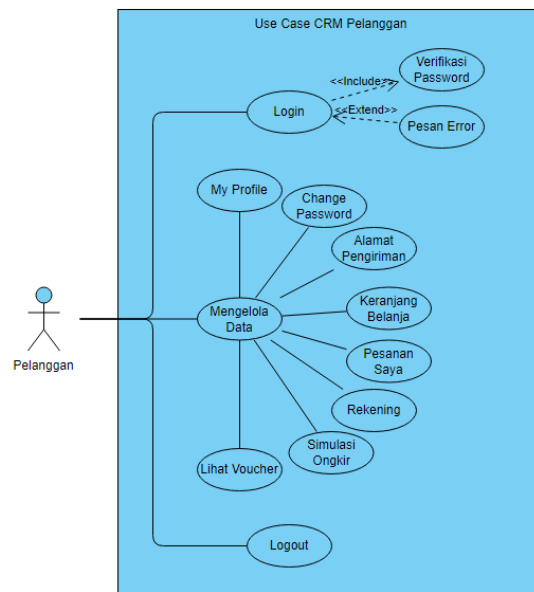 Use Case CRM Pelanggan
Verifikasi
Password
<<Include>>
Login
<<Extend>>
Pesan Error
My Profile
Change
Password
Alamat
Pengiriman
Mengelola
Data
Keranjang
Belanja
Pelanggan
Pesanan
Saya
Rekening
Simulasi
Ongkir
Lihat Voucher
Logout